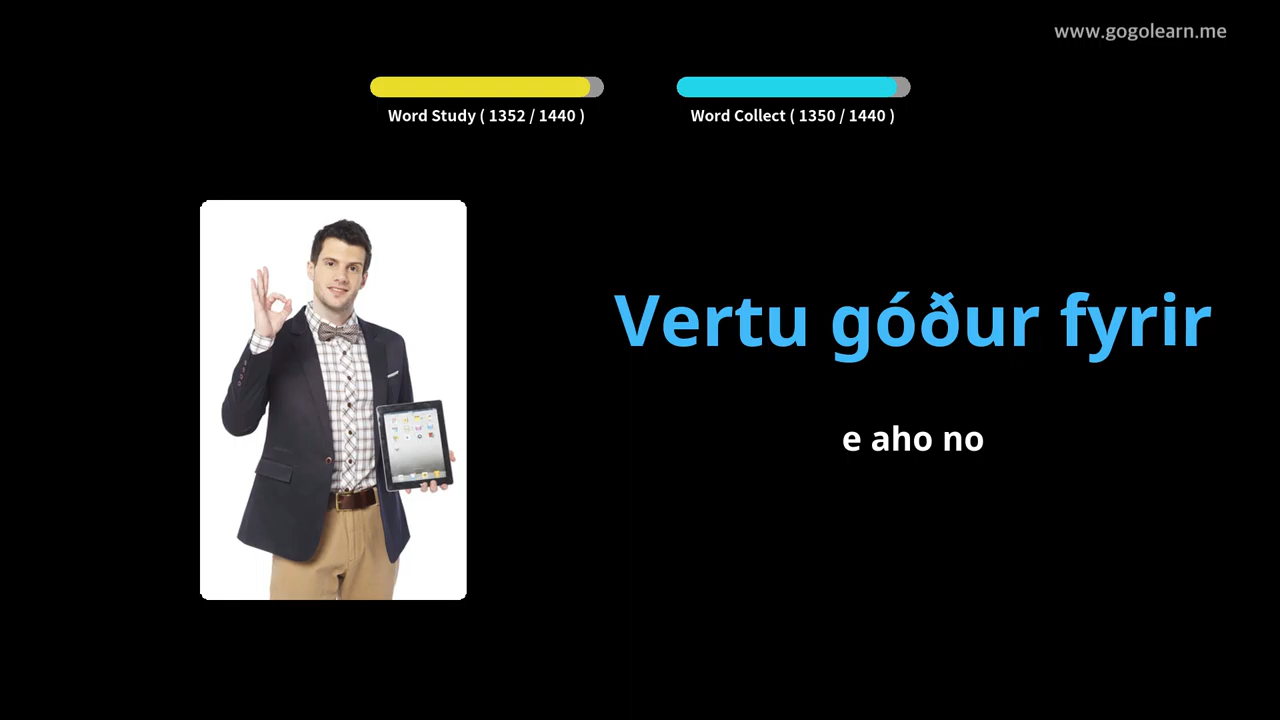 www.gogolearn.me
Word Study ( 1352 / 1440 )
Word Collect ( 1350 / 1440 )
Vertu góður fyrir
e aho no